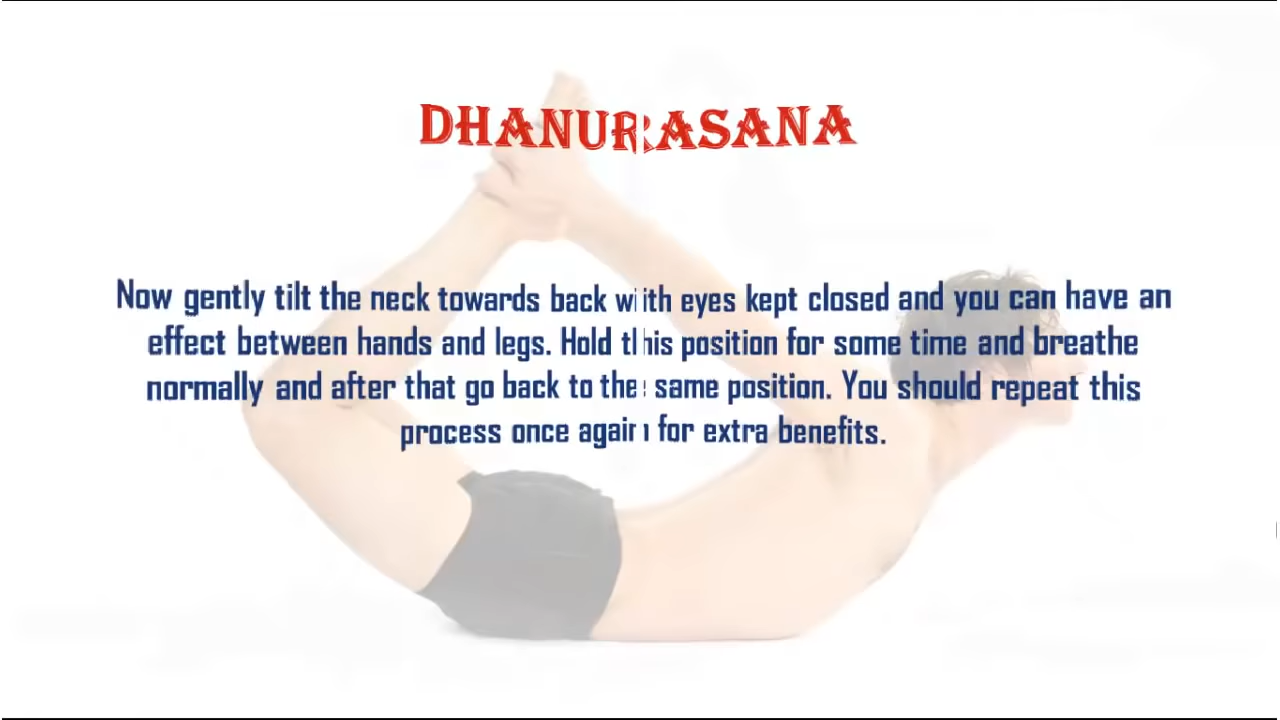 DHANURASANA
Now gently tilt the neck towards back with eyes kept closed and you can have an
effect between hands and legs. Hold this position for some time and breathe
normally and after that go back to the same position. You should repeat this
process once again for extra benefits.